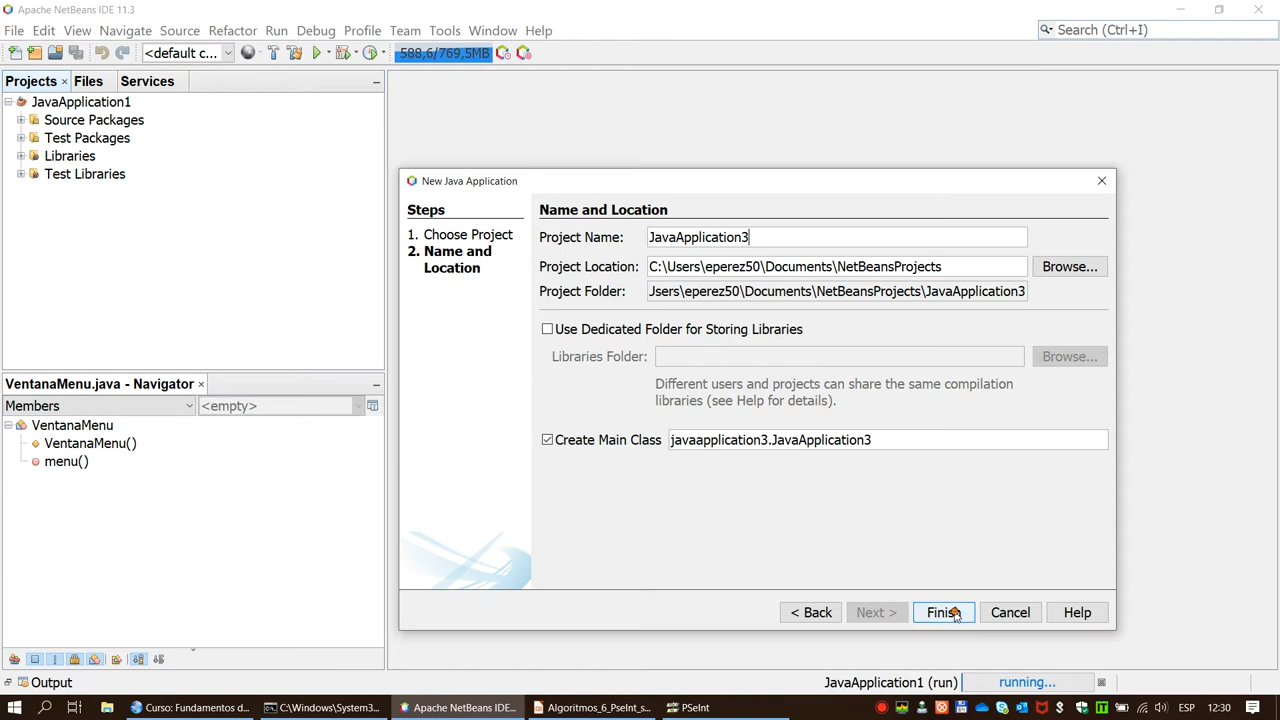 Apache NetBeans IDE 11.3
File Edit View Navigate Source Refactor Run Debug Profile Team Tools Window Help
Search (Ctrl+I)
<default c...
588,6/769,5MB
Projects Files Services
JavaApplication1
Source Packages
Test Packages
Libraries
Test Libraries
VentanaMenu.java - Navigator
Members
<empty>
VentanaMenu
VentanaMenu()
menu()
New Java Application
Steps
1. Choose Project
2. Name and
Location
Name and Location
Project Name: JavaApplication3
Project Location: C:\Users\eperez50\Documents\NetBeansProjects
Browse...
Project Folder: Jsers\eperez50\Documents\NetBeansProjects\JavaApplication3
Use Dedicated Folder for Storing Libraries
Libraries Folder:
Browse...
Different users and projects can share the same compilation
libraries (see Help for details).
Create Main Class javaapplication3.JavaApplication3
< Back Next > Finish Cancel Help
Output
JavaApplication1 (run) running...
Curso: Fundamentos d...
C:\Windows\System3...
Apache NetBeans IDE...
Algoritmos_6_PseInt_s...
PSeInt
ESP 12:30